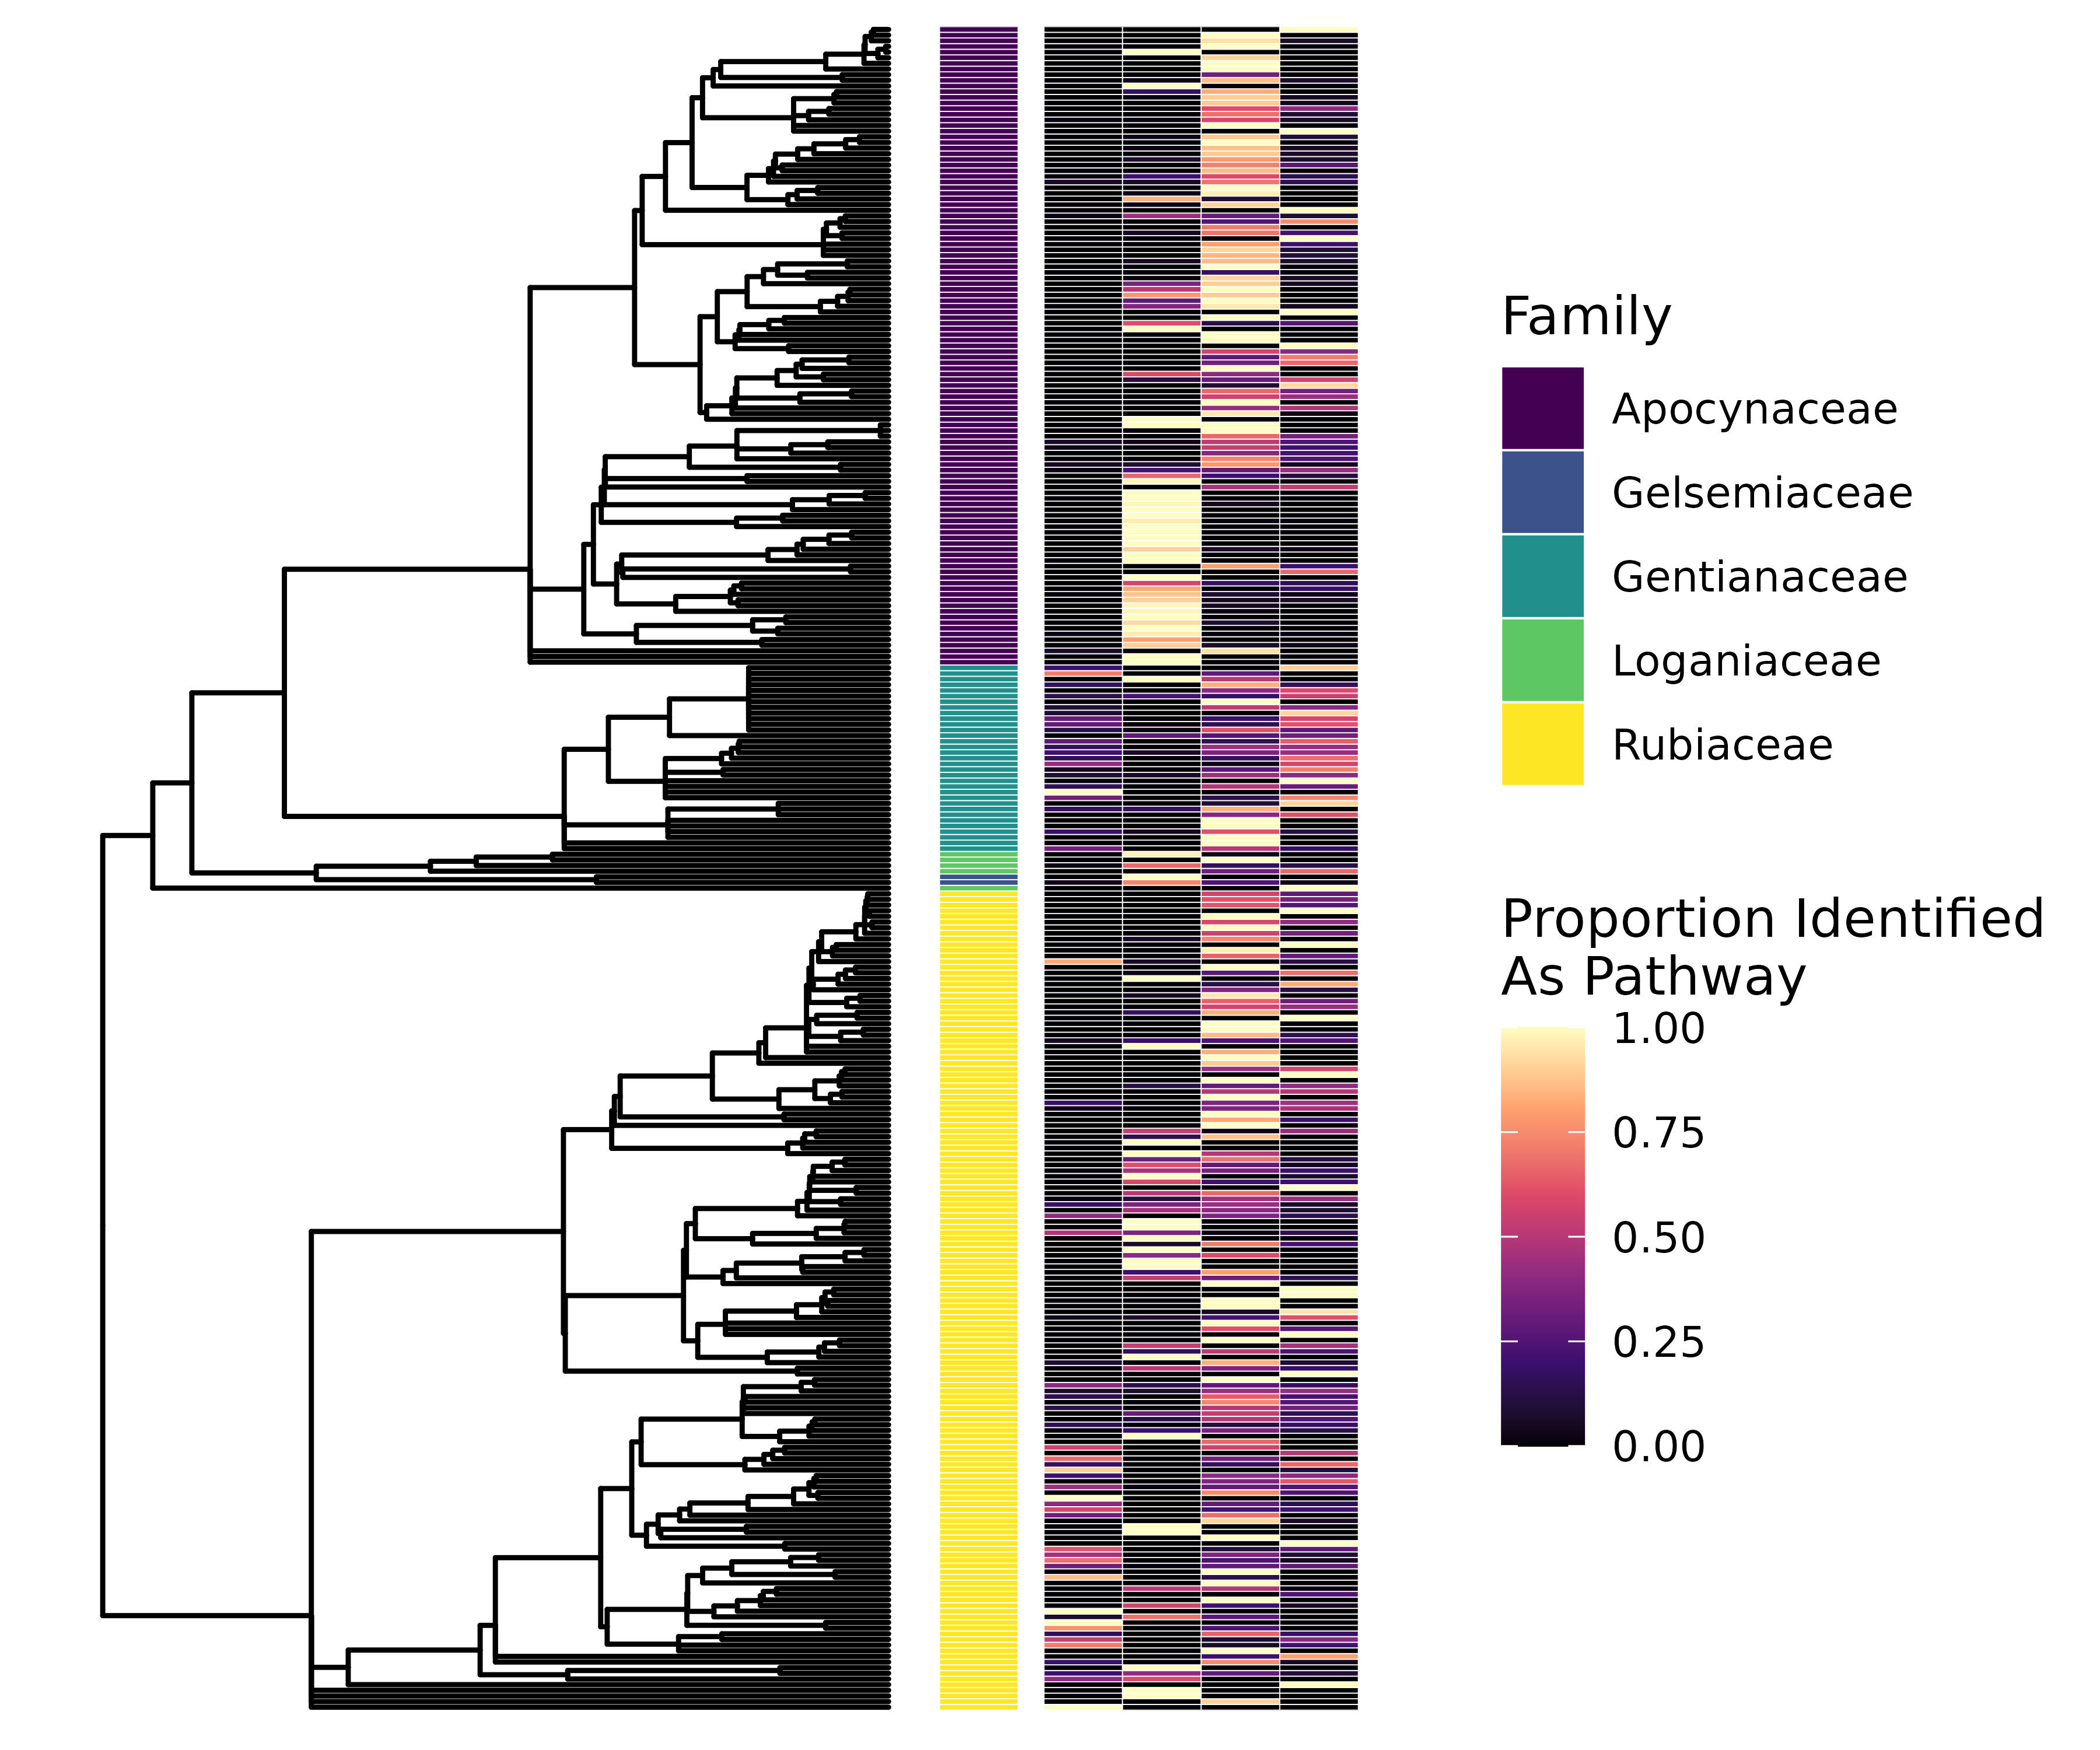 Family
Apocynaceae
Gelsemiaceae
Gentianaceae
Loganiaceae
Rubiaceae
Proportion Identified
As Pathway
1.00
0.75
0.50
0.25
0.00